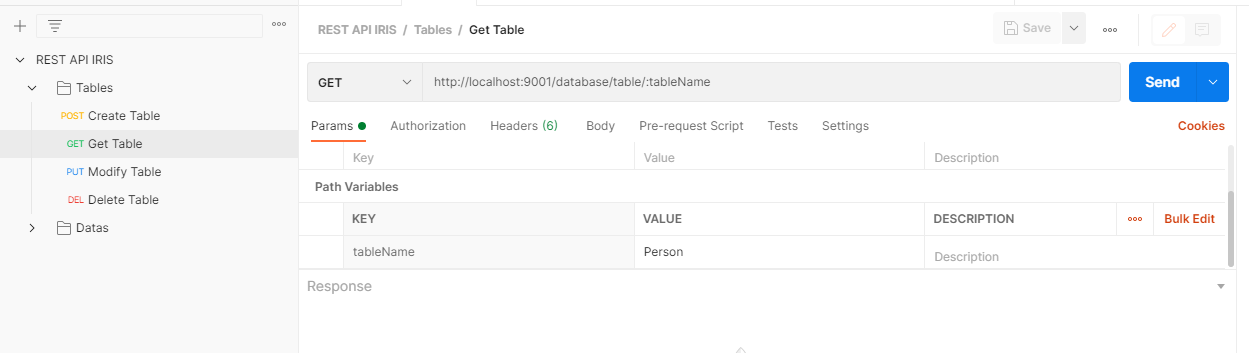 REST API IRIS
Tables
POST Create Table
GET Get Table
PUT Modify Table
DEL Delete Table
Datas
REST API IRIS / Tables / Get Table
Save
GET http://localhost:9001/database/table/:tableName Send
Params Authorization Headers (6) Body Pre-request Script Tests Settings Cookies
Key Value Description
Path Variables
KEY VALUE DESCRIPTION Bulk Edit
tableName Person Description
Response